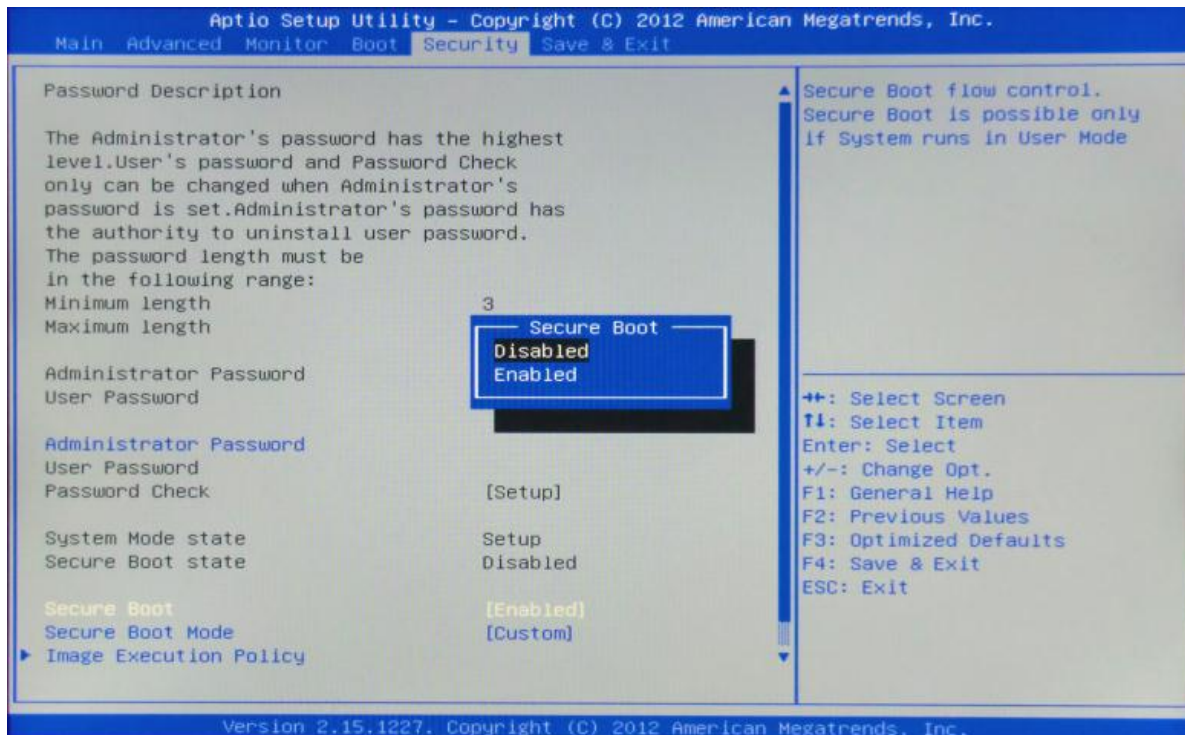 Aptio Setup Utility – Copyright (C) 2012 American Megatrends, Inc.
Main Advanced Monitor Boot Security Save & Exit
Password Description
The Administrator's password has the highest
level.User's password and Password Check
only can be changed when Administrator's
password is set.Administrator's password has
the authority to uninstall user password.
The password length must be
in the following range:
Minimum length 3
Maximum length
Administrator Password
User Password
Administrator Password
User Password
Password Check [Setup]
System Mode state Setup
Secure Boot state Disabled
Secure Boot [Enabled]
Secure Boot Mode [Custom]
Image Execution Policy
Secure Boot
Disabled
Enabled
Secure Boot flow control.
Secure Boot is possible only
if System runs in User Mode
→←: Select Screen
↑↓: Select Item
Enter: Select
+/-: Change Opt.
F1: General Help
F2: Previous Values
F3: Optimized Defaults
F4: Save & Exit
ESC: Exit
Version 2.15.1227. Copyright (C) 2012 American Megatrends, Inc.